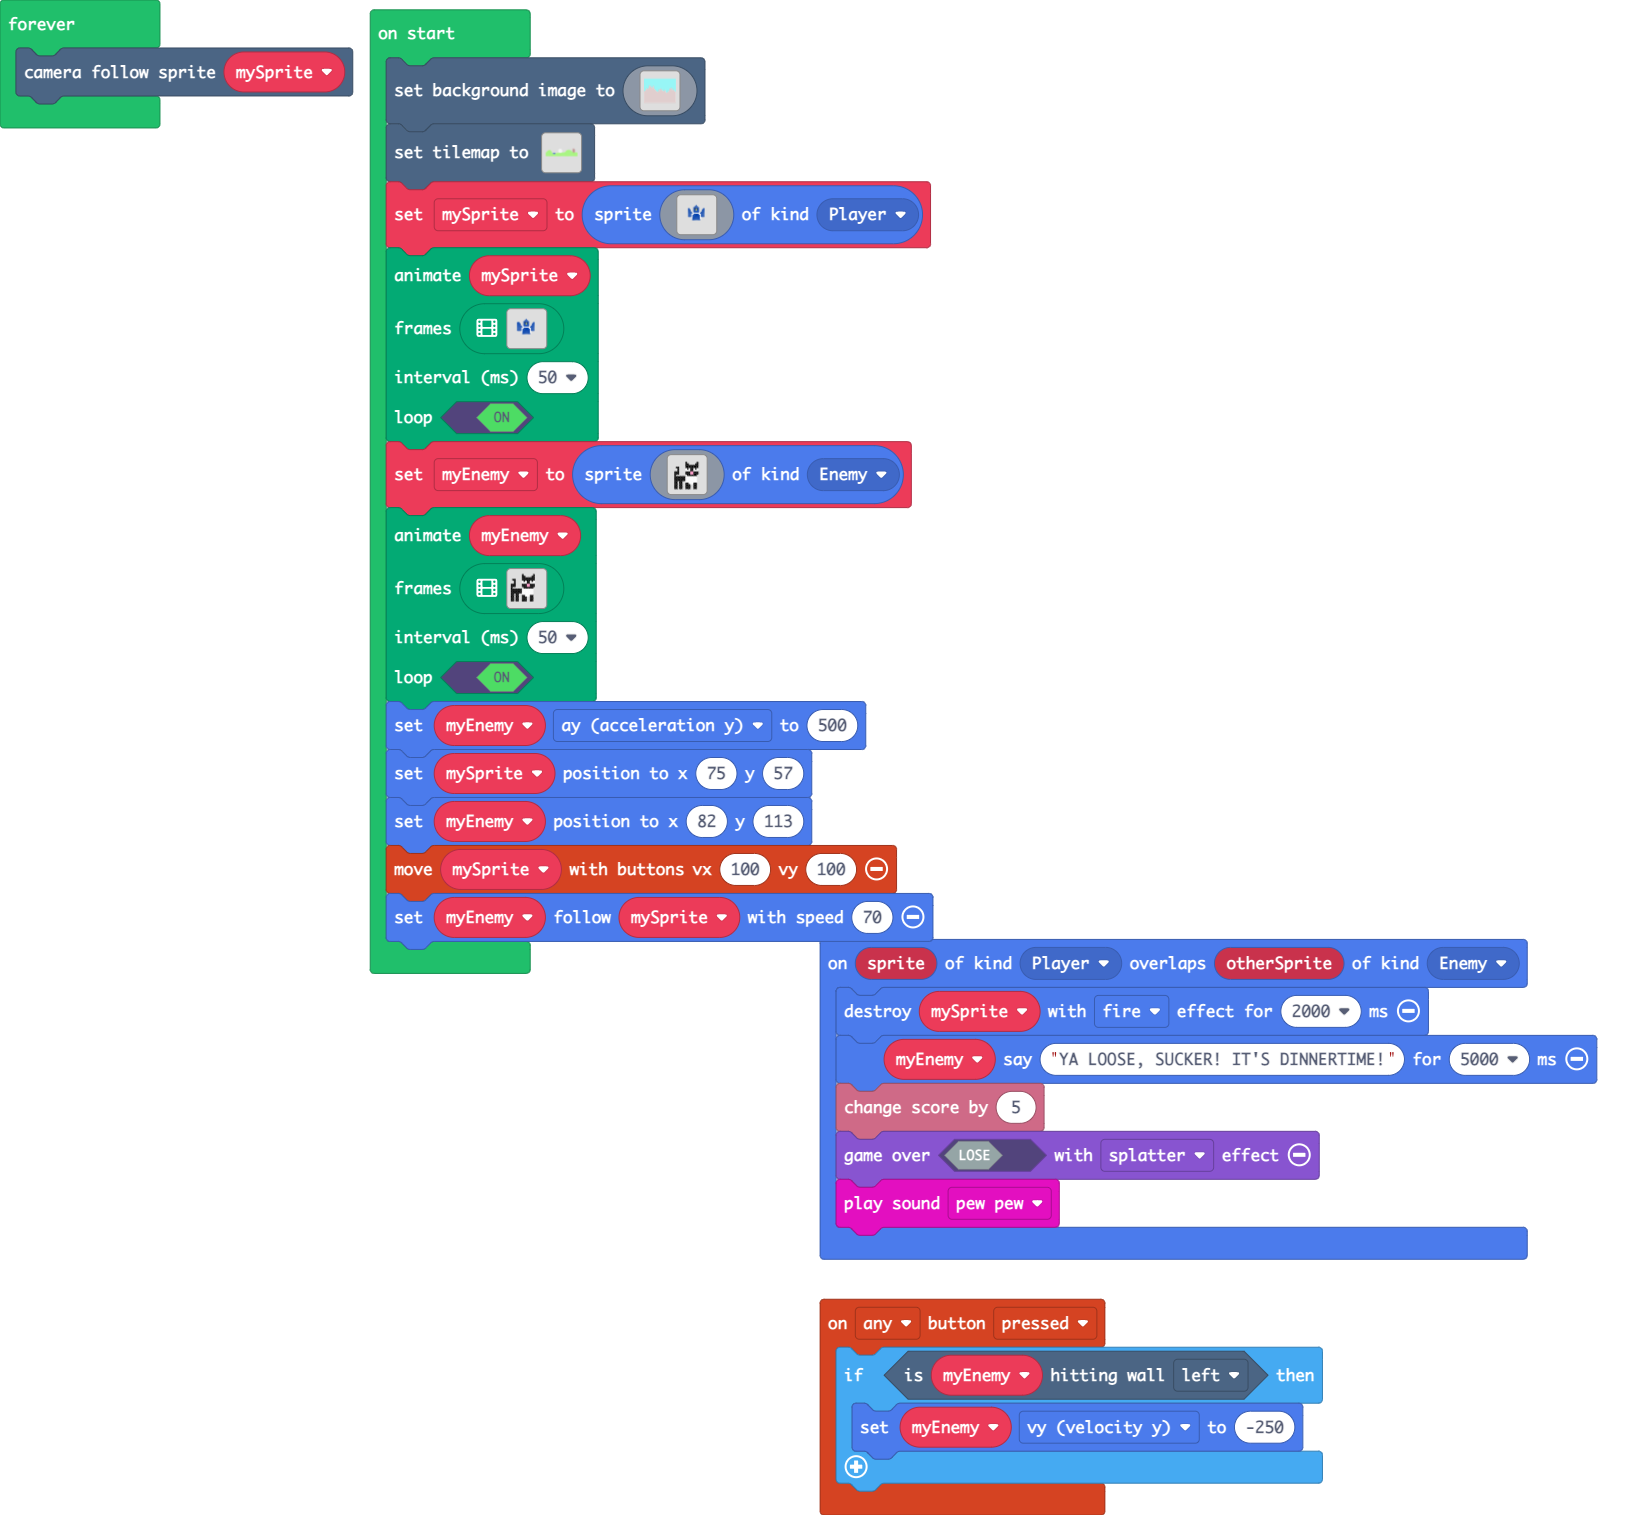 forever
camera follow sprite mySprite
on start
set background image to
set tilemap to
set mySprite to sprite of kind Player
animate mySprite
frames
interval (ms) 50
loop ON
set myEnemy to sprite of kind Enemy
animate myEnemy
frames
interval (ms) 50
loop ON
set myEnemy ay (acceleration y) to 500
set mySprite position to x 75 y 57
set myEnemy position to x 82 y 113
move mySprite with buttons vx 100 vy 100
set myEnemy follow mySprite with speed 70
on sprite of kind Player overlaps otherSprite of kind Enemy
destroy mySprite with fire effect for 2000 ms
myEnemy say "YA LOOSE, SUCKER! IT'S DINNERTIME!" for 5000 ms
change score by 5
game over LOSE with splatter effect
play sound pew pew
on any button pressed
if is myEnemy hitting wall left then
set myEnemy vy (velocity y) to -250